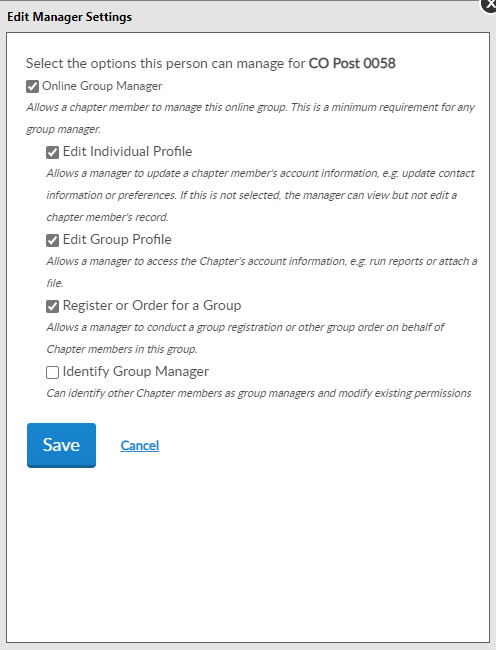 Edit Manager Settings
Select the options this person can manage for CO Post 0058
Online Group Manager
Allows a chapter member to manage this online group. This is a minimum requirement for any
group manager.
Edit Individual Profile
Allows a manager to update a chapter member's account information, e.g. update contact
information or preferences. If this is not selected, the manager can view but not edit a
chapter member's record.
Edit Group Profile
Allows a manager to access the Chapter's account information, e.g. run reports or attach a
file.
Register or Order for a Group
Allows a manager to conduct a group registration or other group order on behalf of
Chapter members in this group.
Identify Group Manager
Can identify other Chapter members as group managers and modify existing permissions
Save Cancel